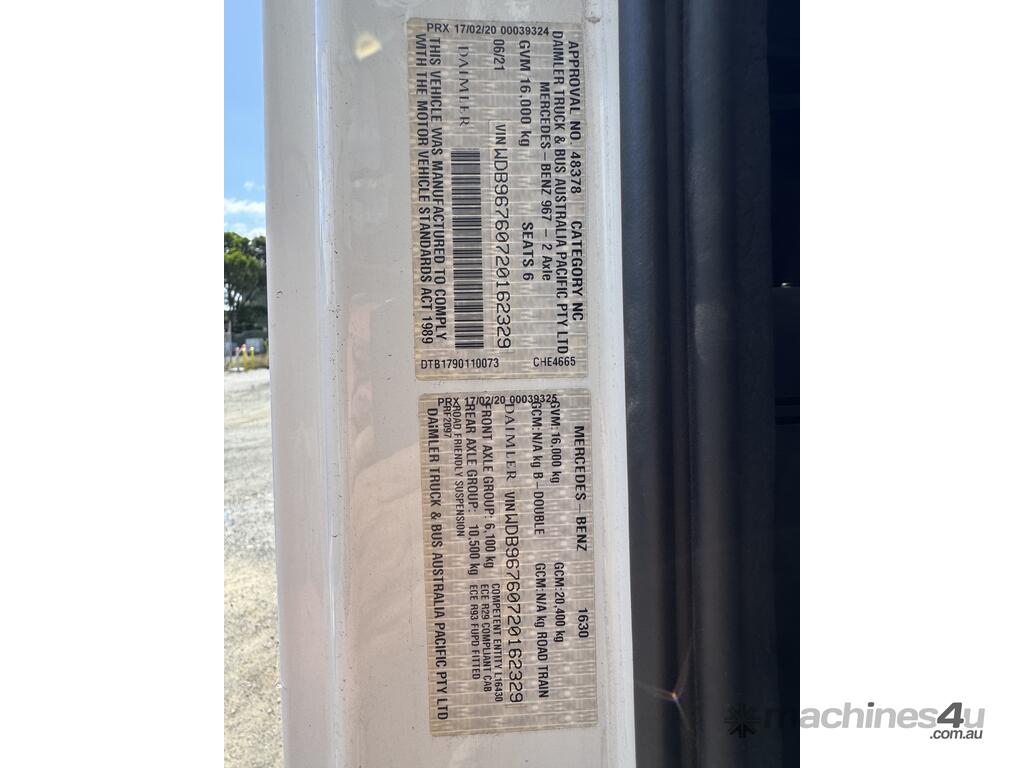 APPROVAL NO. 48378 CATEGORY NC
DAIMLER TRUCK & BUS AUSTRALIA PACIFIC PTY LTD
MERCEDES-BENZ 967 - 2 Axle
GVM 16,000 kg SEATS 6
06/21 VIN WDB96760720162329
DAIMLER
THIS VEHICLE WAS MANUFACTURED TO COMPLY
WITH THE MOTOR VEHICLE STANDARDS ACT 1989
PRX 17/02/20 00039324
DTB1790110073 CHE4665
MERCEDES-BENZ 1630
GVM:16,000 kg GCM:20,400 kg
GCM:N/A kg B-DOUBLE GCM:N/A kg ROAD TRAIN
DAIMLER VIN WDB96760720162329
FRONT AXLE GROUP: 6,100 kg COMPETENT ENTITY L16430
REAR AXLE GROUP: 10,500 kg ECE R29 COMPLIANT CAB
ROAD FRIENDLY SUSPENSION ECE R93 FUPD FITTED
RF2097
DAIMLER TRUCK & BUS AUSTRALIA PACIFIC PTY LTD
PRX 17/02/20 00039325
machines4u
.com.au